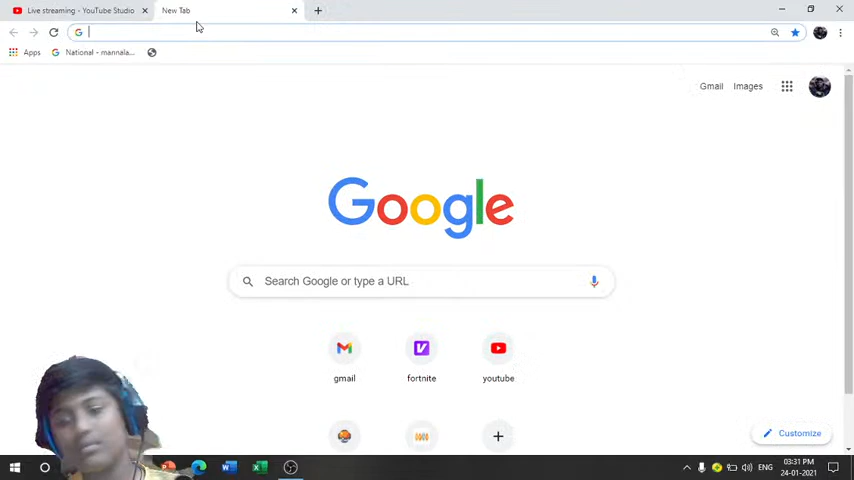 Live streaming - YouTube Studio
New Tab
Apps
National - mannala...
Gmail Images
Google
Search Google or type a URL
gmail
fortnite
youtube
Customize
ENG
03:31 PM
24-01-2021